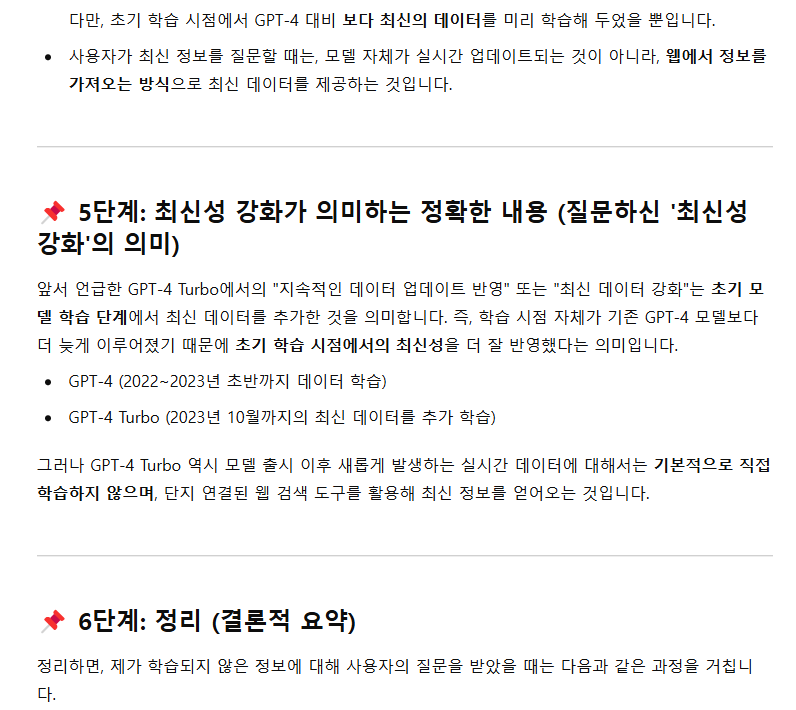 다만, 초기 학습 시점에서 GPT-4 대비 보다 최신의 데이터를 미리 학습해 두었을 뿐입니다.
사용자가 최신 정보를 질문할 때는, 모델 자체가 실시간 업데이트되는 것이 아니라, 웹에서 정보를
가져오는 방식으로 최신 데이터를 제공하는 것입니다.
📌 5단계: 최신성 강화가 의미하는 정확한 내용 (질문하신 '최신성
강화'의 의미)
앞서 언급한 GPT-4 Turbo에서의 "지속적인 데이터 업데이트 반영" 또는 "최신 데이터 강화"는 초기 모
델 학습 단계에서 최신 데이터를 추가한 것을 의미합니다. 즉, 학습 시점 자체가 기존 GPT-4 모델보다
더 늦게 이루어졌기 때문에 초기 학습 시점에서의 최신성을 더 잘 반영했다는 의미입니다.
GPT-4 (2022~2023년 초반까지 데이터 학습)
GPT-4 Turbo (2023년 10월까지의 최신 데이터를 추가 학습)
그러나 GPT-4 Turbo 역시 모델 출시 이후 새롭게 발생하는 실시간 데이터에 대해서는 기본적으로 직접
학습하지 않으며, 단지 연결된 웹 검색 도구를 활용해 최신 정보를 얻어오는 것입니다.
📌 6단계: 정리 (결론적 요약)
정리하면, 제가 학습되지 않은 정보에 대해 사용자의 질문을 받았을 때는 다음과 같은 과정을 거칩니
다.